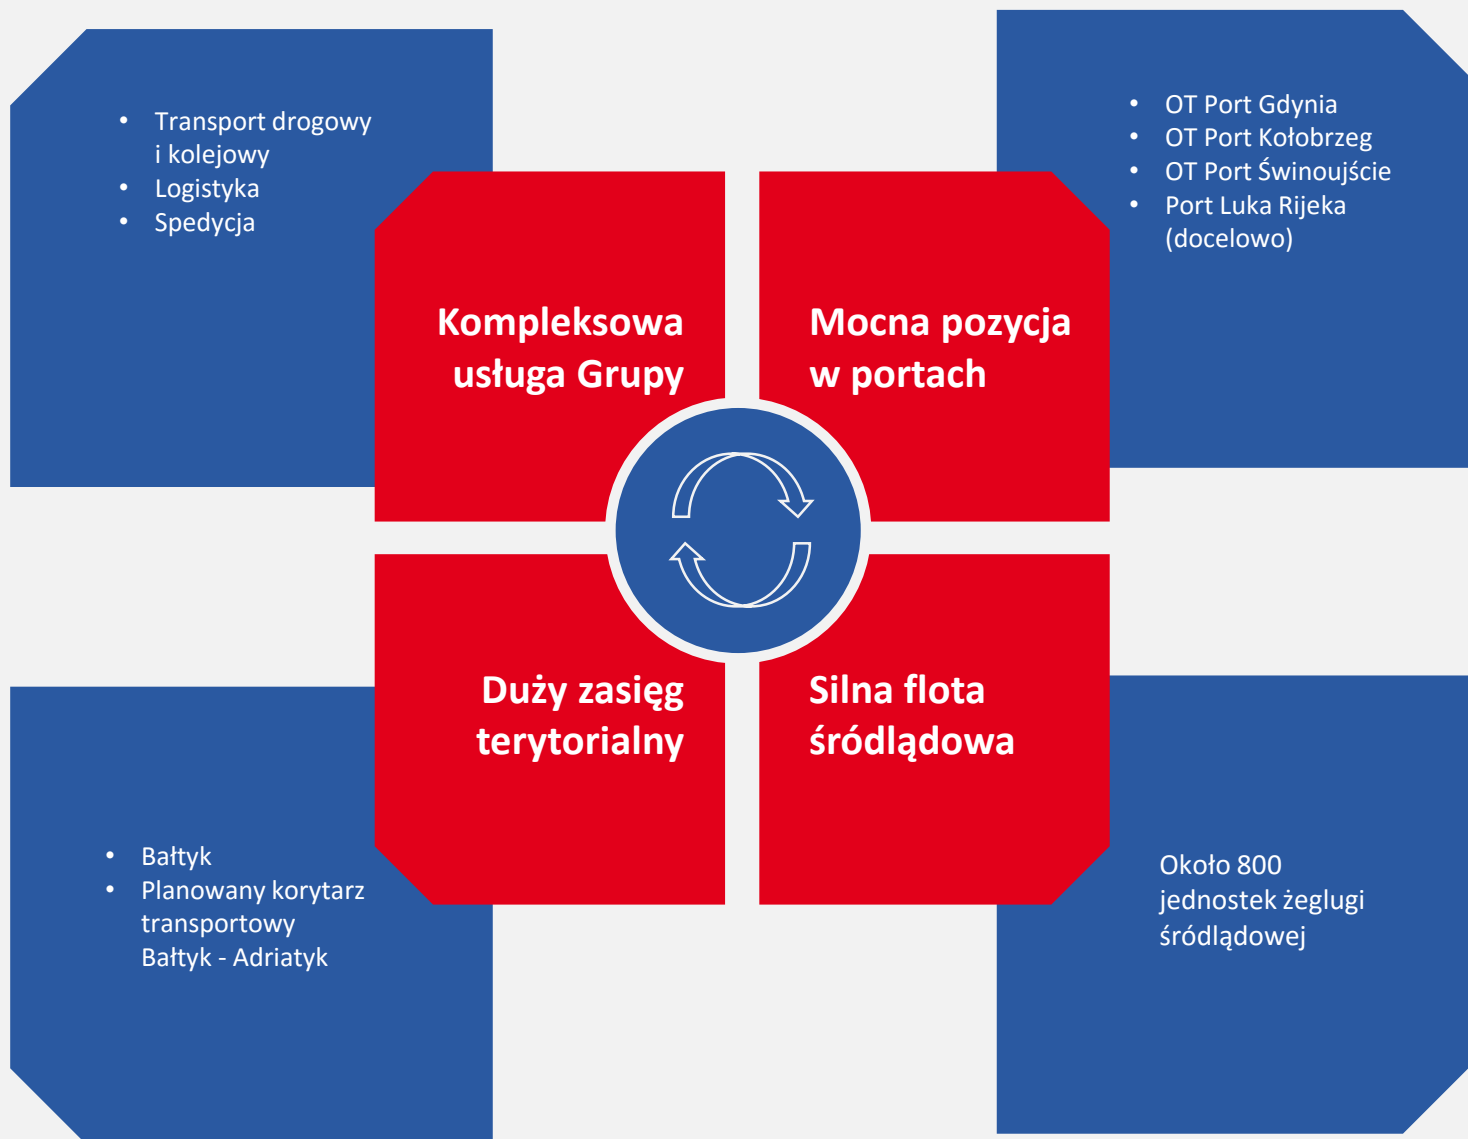 • Transport drogowy
i kolejowy
• Logistyka
• Spedycja
• OT Port Gdynia
• OT Port Kołobrzeg
• OT Port Świnoujście
• Port Luka Rijeka
(docelowo)
Kompleksowa
usługa Grupy
Mocna pozycja
w portach
Duży zasięg
terytorialny
Silna flota
śródlądowa
• Bałtyk
• Planowany korytarz
transportowy
Bałtyk - Adriatyk
Około 800
jednostek żeglugi
śródlądowej